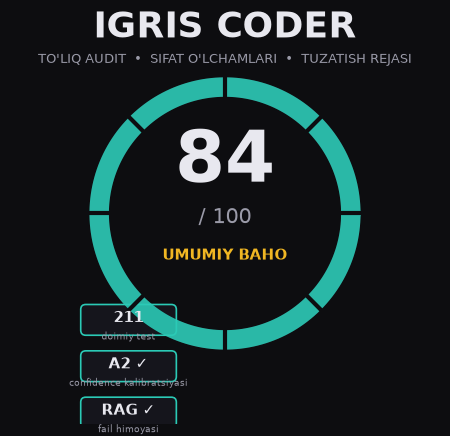 IGRIS CODER
TO'LIQ AUDIT • SIFAT O'LCHAMLARI • TUZATISH REJASI
84
/ 100
UMUMIY BAHO
211
doimiy test
A2 ✓
confidence kalibratsiyasi
RAG ✓
fail himoyasi